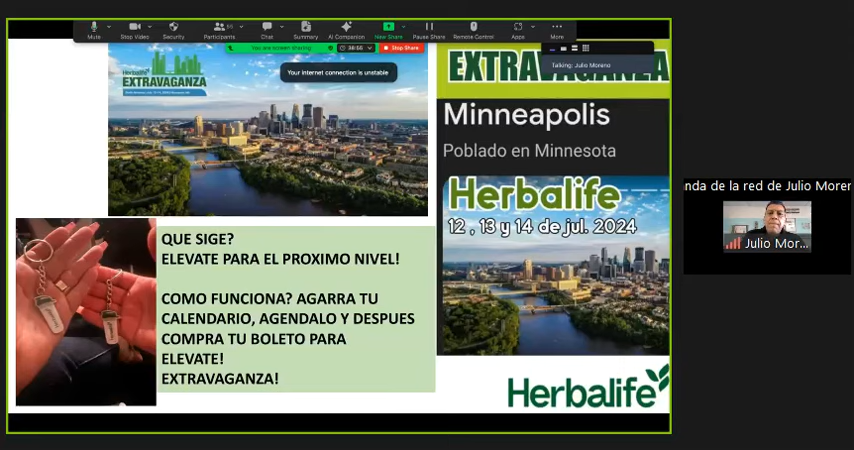 Mute
Stop Video
Security
Participants
Chat
Summary
AI Companion
New Share
Pause Share
Remote Control
Apps
More
You are screen sharing
38:55
Stop Share
Talking: Julio Moreno
Your internet connection is unstable
Herbalife
EXTRAVAGANZA
EXTRAVAGANZA
Minneapolis
Poblado en Minnesota
Herbalife
12 , 13 y 14 de jul. 2024
QUE SIGE?
ELEVATE PARA EL PROXIMO NIVEL!
COMO FUNCIONA? AGARRA TU
CALENDARIO, AGENDALO Y DESPUES
COMPRA TU BOLETO PARA
ELEVATE!
EXTRAVAGANZA!
Herbalife
nda de la red de Julio Morer
Julio Mor...